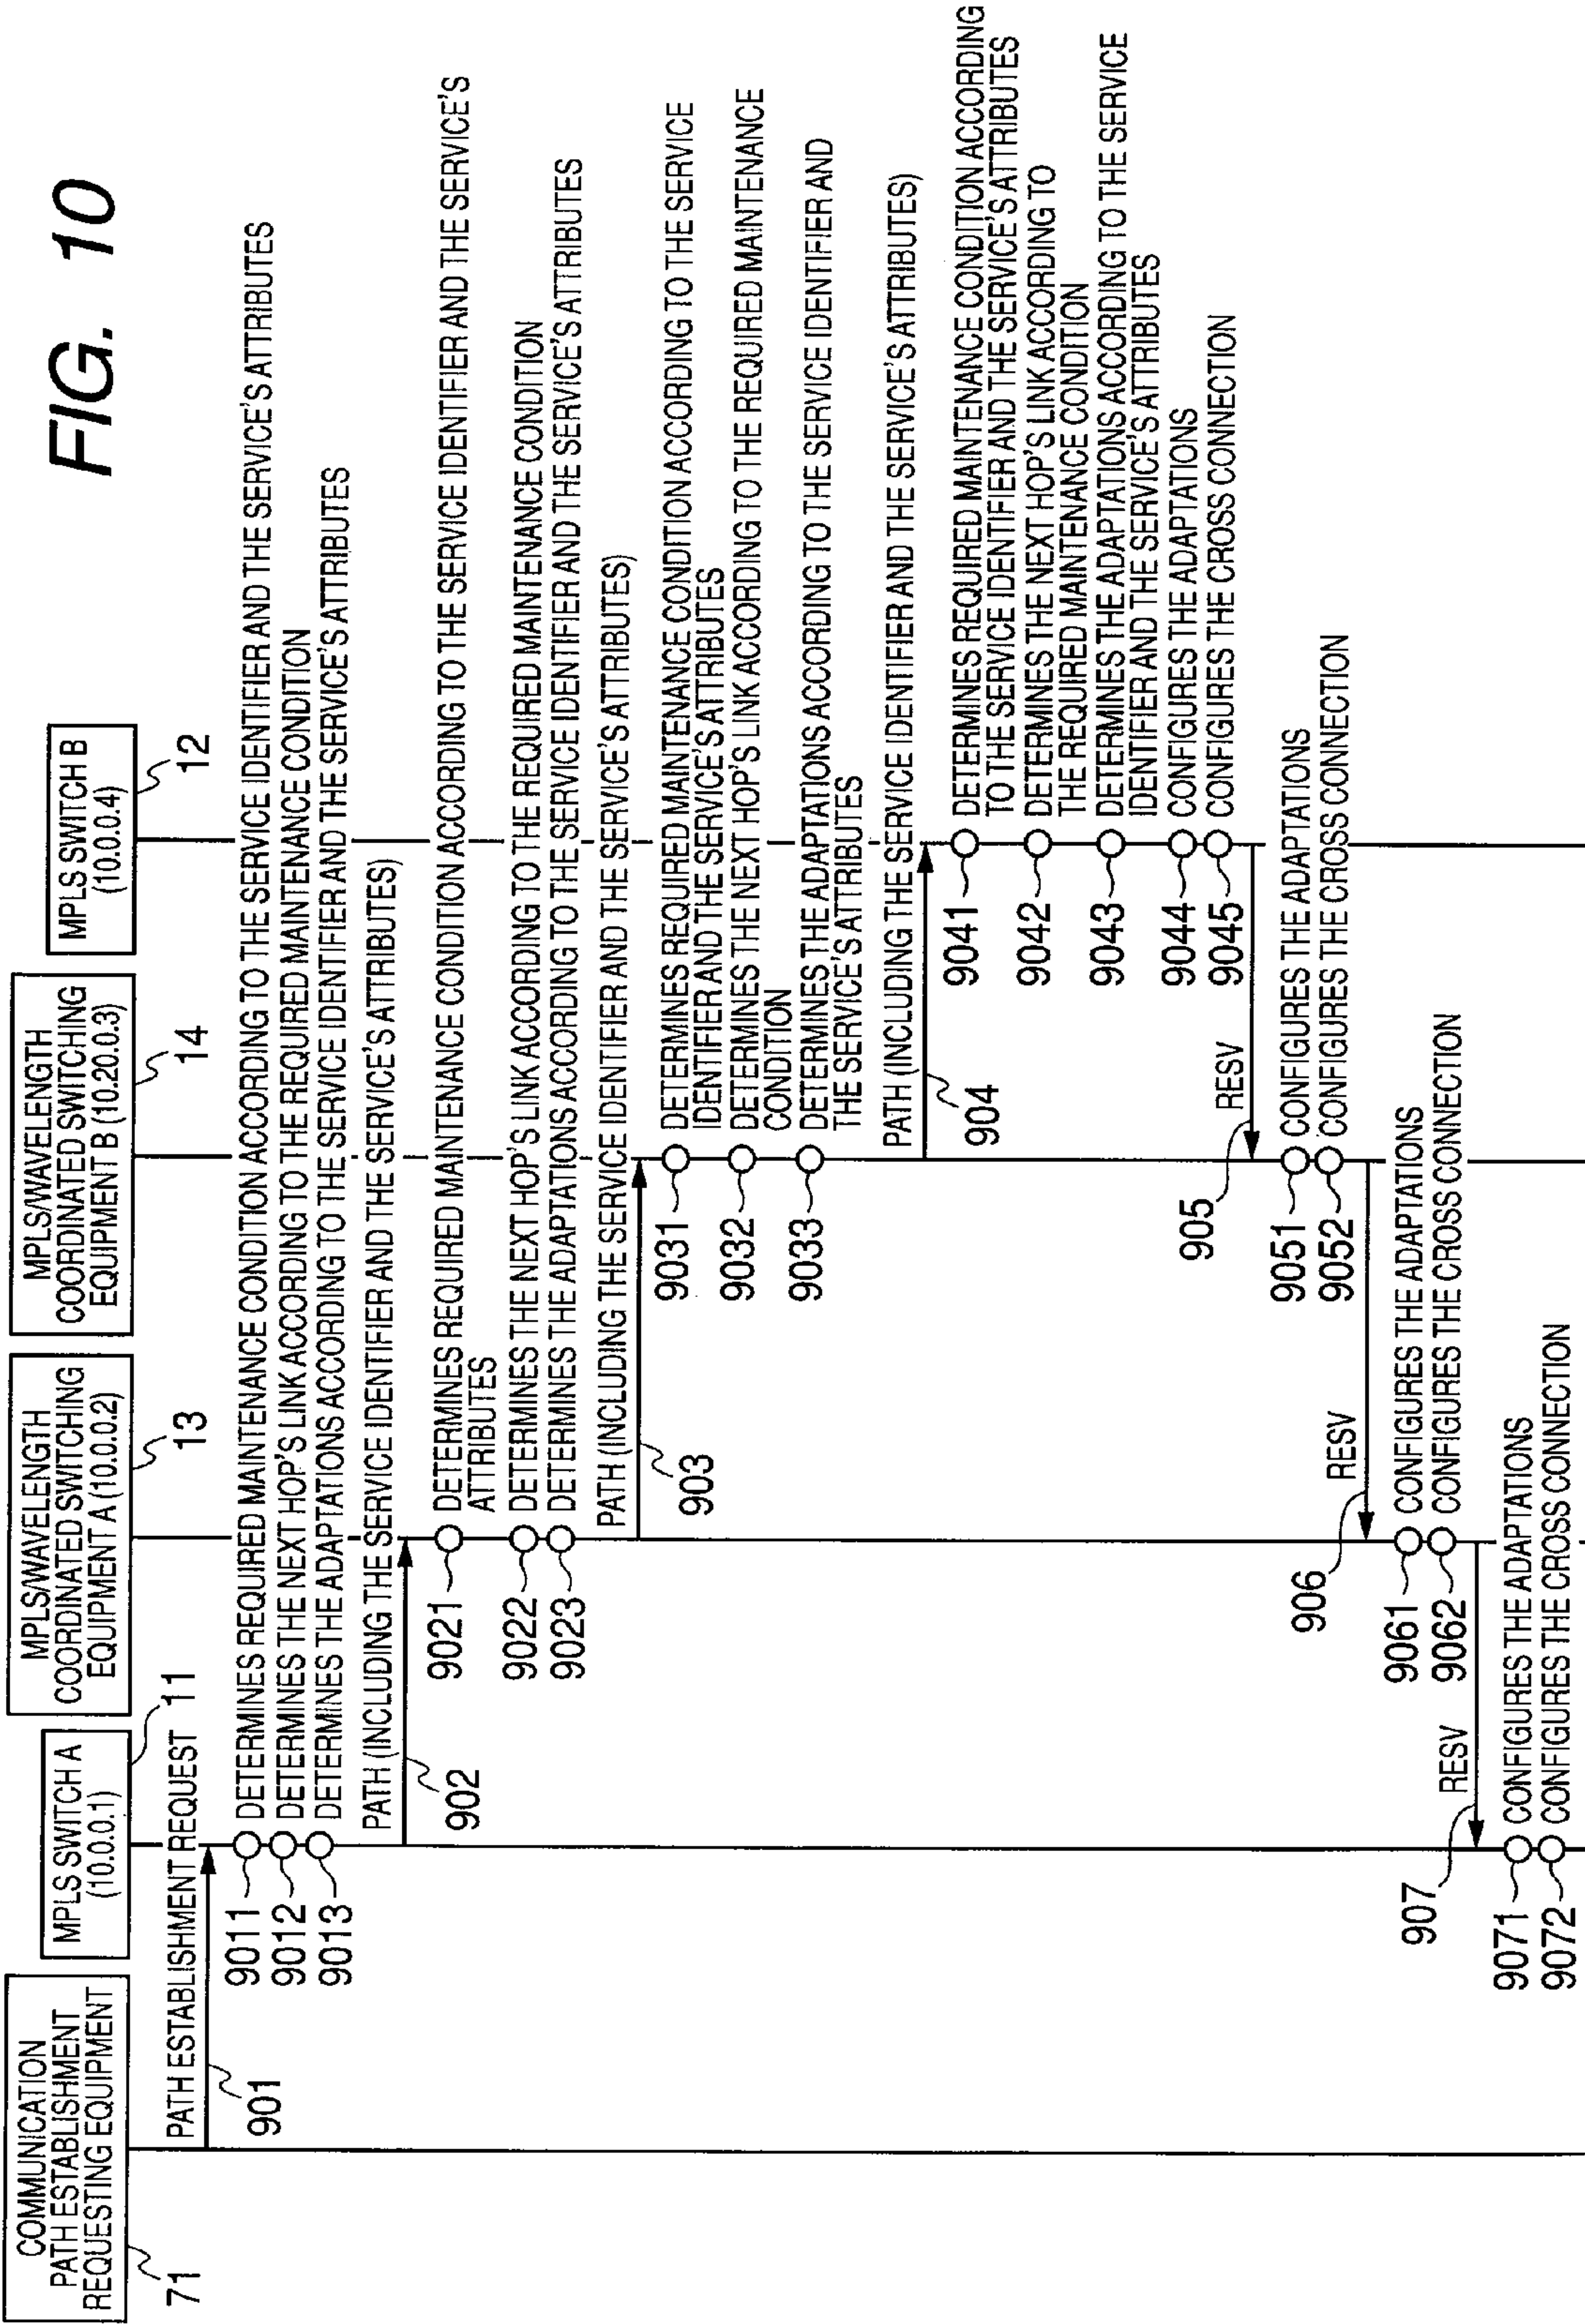 FIG. 10
COMMUNICATION
PATH ESTABLISHMENT
REQUESTING EQUIPMENT
71
MPLS SWITCH A
(10.0.0.1)
11
MPLS/WAVELENGTH
COORDINATED SWITCHING
EQUIPMENT A (10.0.0.2)
13
MPLS/WAVELENGTH
COORDINATED SWITCHING
EQUIPMENT B (10.20.0.3)
14
MPLS SWITCH B
(10.0.0.4)
12
PATH ESTABLISHMENT REQUEST
901
9011
DETERMINES REQUIRED MAINTENANCE CONDITION ACCORDING TO THE SERVICE IDENTIFIER AND THE SERVICE'S ATTRIBUTES
9012
DETERMINES THE NEXT HOP'S LINK ACCORDING TO THE REQUIRED MAINTENANCE CONDITION
9013
DETERMINES THE ADAPTATIONS ACCORDING TO THE SERVICE IDENTIFIER AND THE SERVICE'S ATTRIBUTES
PATH (INCLUDING THE SERVICE IDENTIFIER AND THE SERVICE'S ATTRIBUTES)
902
9021
DETERMINES REQUIRED MAINTENANCE CONDITION ACCORDING TO THE SERVICE IDENTIFIER AND THE SERVICE'S
ATTRIBUTES
9022
DETERMINES THE NEXT HOP'S LINK ACCORDING TO THE REQUIRED MAINTENANCE CONDITION
9023
DETERMINES THE ADAPTATIONS ACCORDING TO THE SERVICE IDENTIFIER AND THE SERVICE'S ATTRIBUTES
PATH (INCLUDING THE SERVICE IDENTIFIER AND THE SERVICE'S ATTRIBUTES)
903
9031
DETERMINES REQUIRED MAINTENANCE CONDITION ACCORDING TO THE SERVICE
IDENTIFIER AND THE SERVICE'S ATTRIBUTES
9032
DETERMINES THE NEXT HOP'S LINK ACCORDING TO THE REQUIRED MAINTENANCE
CONDITION
9033
DETERMINES THE ADAPTATIONS ACCORDING TO THE SERVICE IDENTIFIER AND
THE SERVICE'S ATTRIBUTES
PATH (INCLUDING THE SERVICE IDENTIFIER AND THE SERVICE'S ATTRIBUTES)
904
9041
DETERMINES REQUIRED MAINTENANCE CONDITION ACCORDING
TO THE SERVICE IDENTIFIER AND THE SERVICE'S ATTRIBUTES
9042
DETERMINES THE NEXT HOP'S LINK ACCORDING TO
THE REQUIRED MAINTENANCE CONDITION
9043
DETERMINES THE ADAPTATIONS ACCORDING TO THE SERVICE
IDENTIFIER AND THE SERVICE'S ATTRIBUTES
9044
CONFIGURES THE ADAPTATIONS
9045
CONFIGURES THE CROSS CONNECTION
RESV
905
9051
CONFIGURES THE ADAPTATIONS
9052
CONFIGURES THE CROSS CONNECTION
RESV
906
9061
CONFIGURES THE ADAPTATIONS
9062
CONFIGURES THE CROSS CONNECTION
RESV
907
9071
CONFIGURES THE ADAPTATIONS
9072
CONFIGURES THE CROSS CONNECTION